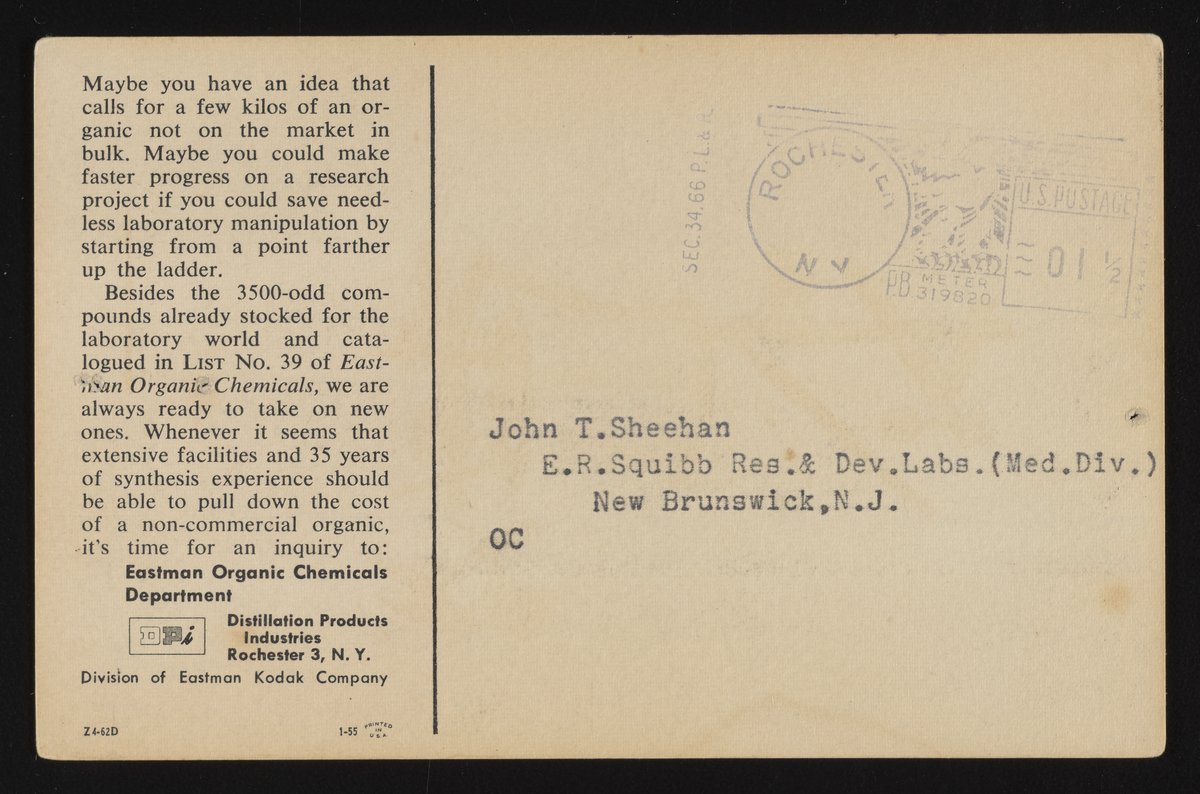 Maybe you have an idea that
calls for a few kilos of an or-
ganic not on the market in
bulk. Maybe you could make
faster progress on a research
project if you could save need-
less laboratory manipulation by
starting from a point farther
up the ladder.
Besides the 3500-odd com-
pounds already stocked for the
laboratory world and cata-
logued in LIST NO. 39 of East-
man Organic Chemicals, we are
always ready to take on new
ones. Whenever it seems that
extensive facilities and 35 years
of synthesis experience should
be able to pull down the cost
of a non-commercial organic,
it's time for an inquiry to:
Eastman Organic Chemicals
Department
DPi
Distillation Products
Industries
Rochester 3, N. Y.
Division of Eastman Kodak Company
Z4-62D
1-55
PRINTED
IN
U.S.A.
SEC.34.66 P.L.& R.
ROCHESTER
N Y
P.B. METER
319820
U.S.POSTAGE
01 1/2
John T.Sheehan
E.R.Squibb Res.& Dev.Labs.(Med.Div.)
New Brunswick,N.J.
OC